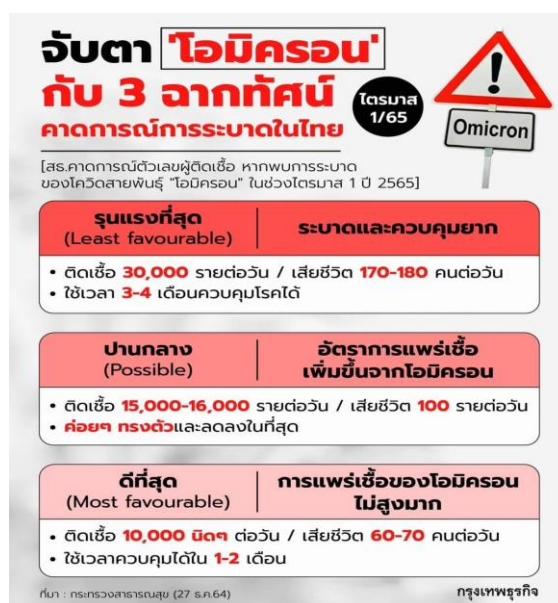 จับตา 'โอมิครอน'
กับ 3 ฉากทัศน์
คาดการณ์การระบาดในไทย
ไตรมาส
1/65
Omicron
[สธ.คาดการณ์ตัวเลขผู้ติดเชื้อ หากพบการระบาด
ของโควิดสายพันธุ์ "โอมิครอน" ในช่วงไตรมาส 1 ปี 2565]
รุนแรงที่สุด
(Least favourable)
ระบาดและควบคุมยาก
• ติดเชื้อ 30,000 รายต่อวัน / เสียชีวิต 170-180 คนต่อวัน
• ใช้เวลา 3-4 เดือนควบคุมโรคได้
ปานกลาง
(Possible)
อัตราการแพร่เชื้อ
เพิ่มขึ้นจากโอมิครอน
• ติดเชื้อ 15,000-16,000 รายต่อวัน / เสียชีวิต 100 รายต่อวัน
• ค่อยๆ ทรงตัวและลดลงในที่สุด
ดีที่สุด
(Most favourable)
การแพร่เชื้อของโอมิครอน
ไม่สูงมาก
• ติดเชื้อ 10,000 นิดๆ ต่อวัน / เสียชีวิต 60-70 คนต่อวัน
• ใช้เวลาควบคุมได้ใน 1-2 เดือน
ที่มา : กระทรวงสาธารณสุข (27 ธ.ค.64)
กรุงเทพธุรกิจ